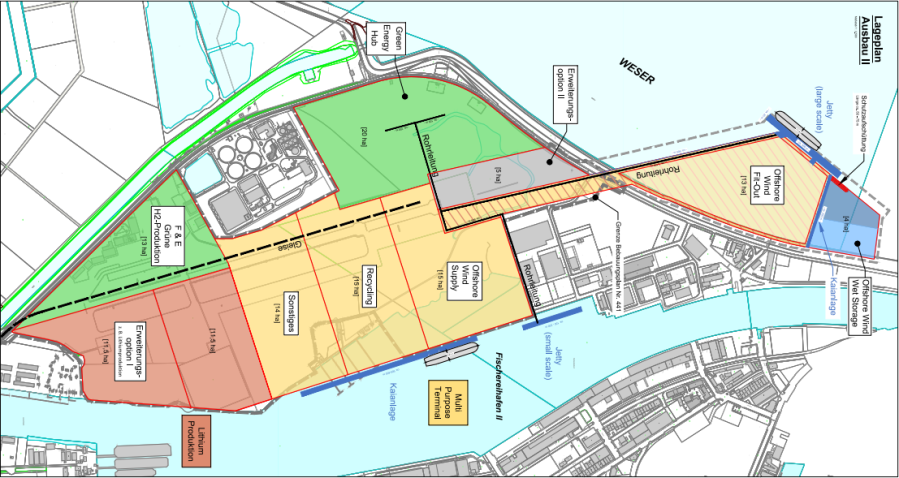 Lageplan
Ausbau II
WESER
Green
Energy
Hub
Erweiterungs-
option II
Jetty
(large scale)
Schutzaufschüttung
Rohrleitung
Offshore
Wind
Fit-Out
[13 ha]
[4 ha]
Kaianlage
Offshore Wind
Wet Storage
[20 ha]
Rohrleitung
[5 ha]
Grenze Bebauungsplan Nr. 441
F & E
Grüne
H2-Produktion
[13 ha]
Gleise
Rohrleitung
Offshore
Wind
Supply
[15 ha]
Recycling
[15 ha]
Sonstiges
[14 ha]
[11,5 ha]
Erweiterungs-
option I
z. B. Lithiumproduktion
[11,5 ha]
Jetty
(small scale)
Fischereihafen II
Kaianlage
Multi
Purpose
Terminal
Lithium
Produktion